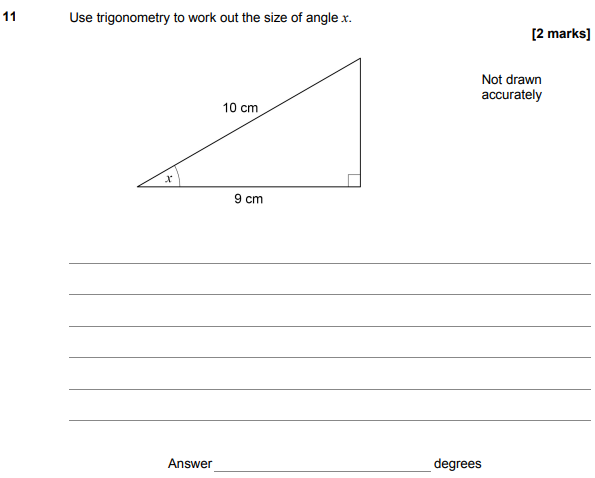 11 Use trigonometry to work out the size of angle x.
[2 marks]
Not drawn
accurately
10 cm
x
9 cm
Answer degrees